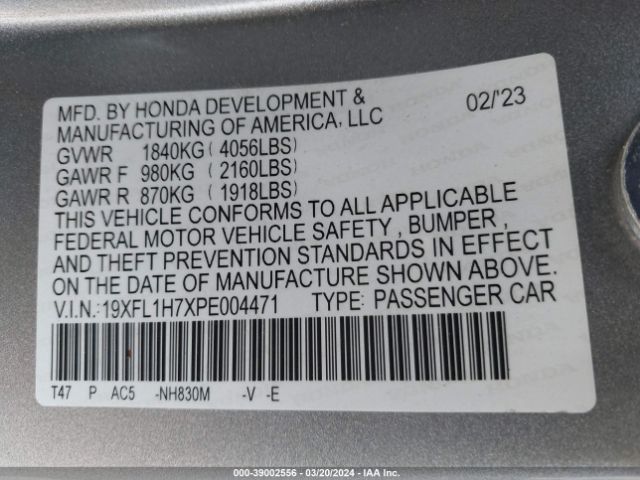 MFD. BY HONDA DEVELOPMENT & 02/'23
MANUFACTURING OF AMERICA, LLC
GVWR 1840KG ( 4056LBS)
GAWR F 980KG ( 2160LBS)
GAWR R 870KG ( 1918LBS)
THIS VEHICLE CONFORMS TO ALL APPLICABLE
FEDERAL MOTOR VEHICLE SAFETY , BUMPER ,
AND THEFT PREVENTION STANDARDS IN EFFECT
ON THE DATE OF MANUFACTURE SHOWN ABOVE.
V.I.N.:19XFL1H7XPE004471 TYPE: PASSENGER CAR
T47 P AC5 -NH830M -V -E
000-39002556 | 03/20/2024 | IAA Inc.